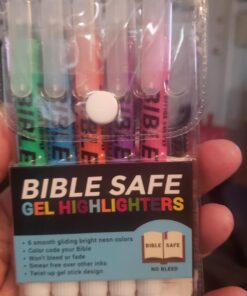 BIBLE SAFE
GEL HIGHLIGHTERS
• 6 smooth gliding bright neon colors
• Color code your Bible
• Won't bleed or fade
• Smear free over other inks
• Twist-up gel stick design
BIBLE SAFE
NO BLEED